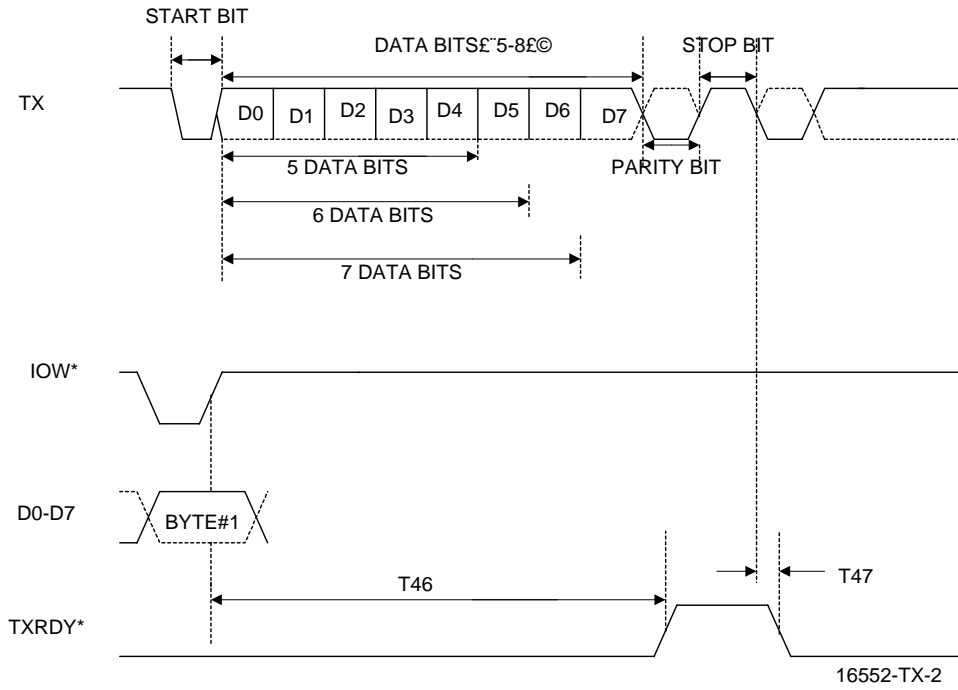 START BIT
DATA BITS£¨5-8£©
STOP BIT
TX
D0 D1 D2 D3 D4 D5 D6 D7
5 DATA BITS
PARITY BIT
6 DATA BITS
7 DATA BITS
IOW*
D0-D7
BYTE#1
T46
T47
TXRDY*
16552-TX-2